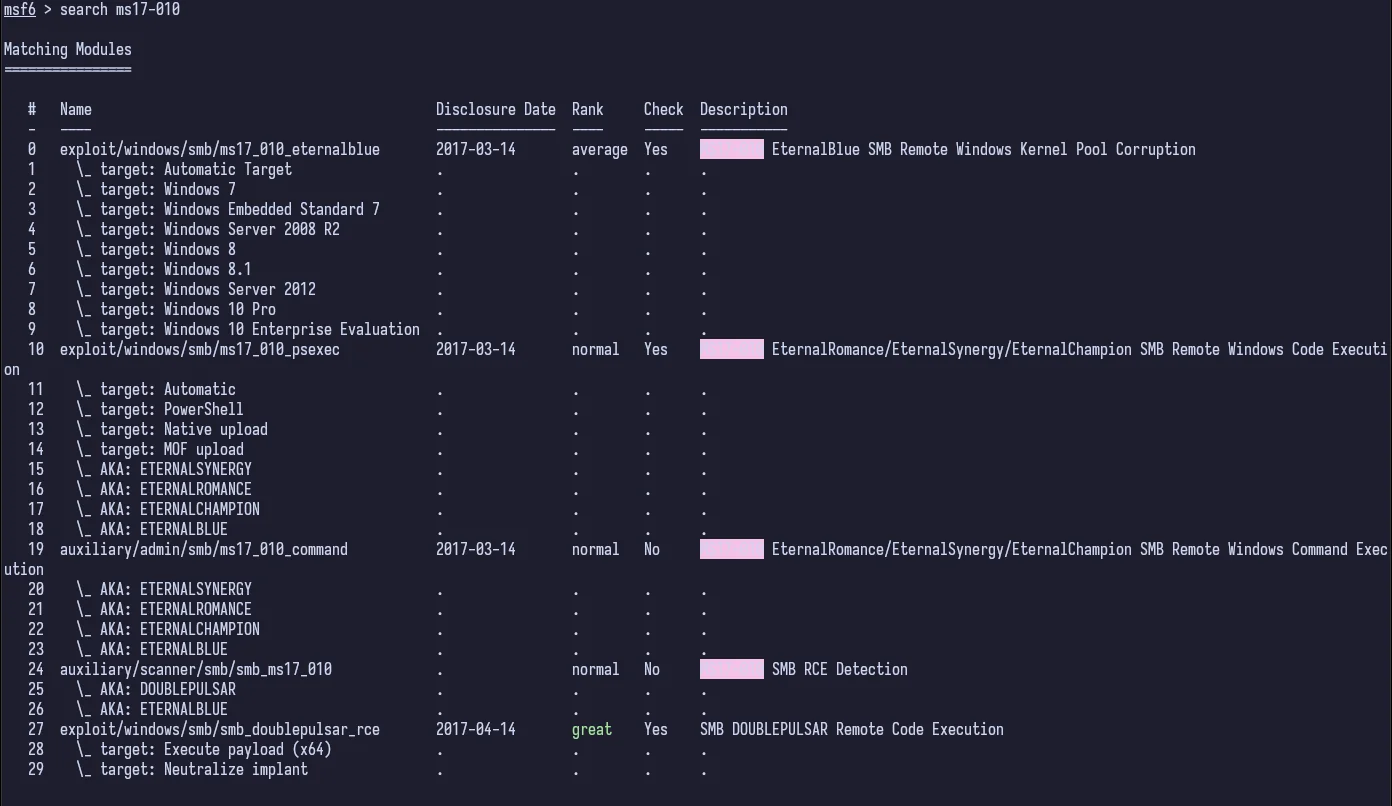 msf6 > search ms17-010
Matching Modules
================
# Name Disclosure Date Rank Check Description
- ---- --------------- ---- ----- -----------
0 exploit/windows/smb/ms17_010_eternalblue 2017-03-14 average Yes EternalBlue SMB Remote Windows Kernel Pool Corruption
1 \_ target: Automatic Target . . . .
2 \_ target: Windows 7 . . . .
3 \_ target: Windows Embedded Standard 7 . . . .
4 \_ target: Windows Server 2008 R2 . . . .
5 \_ target: Windows 8 . . . .
6 \_ target: Windows 8.1 . . . .
7 \_ target: Windows Server 2012 . . . .
8 \_ target: Windows 10 Pro . . . .
9 \_ target: Windows 10 Enterprise Evaluation . . . .
10 exploit/windows/smb/ms17_010_psexec 2017-03-14 normal Yes EternalRomance/EternalSynergy/EternalChampion SMB Remote Windows Code Executi
on
11 \_ target: Automatic . . . .
12 \_ target: PowerShell . . . .
13 \_ target: Native upload . . . .
14 \_ target: MOF upload . . . .
15 \_ AKA: ETERNALSYNERGY . . . .
16 \_ AKA: ETERNALROMANCE . . . .
17 \_ AKA: ETERNALCHAMPION . . . .
18 \_ AKA: ETERNALBLUE . . . .
19 auxiliary/admin/smb/ms17_010_command 2017-03-14 normal No EternalRomance/EternalSynergy/EternalChampion SMB Remote Windows Command Exec
ution
20 \_ AKA: ETERNALSYNERGY . . . .
21 \_ AKA: ETERNALROMANCE . . . .
22 \_ AKA: ETERNALCHAMPION . . . .
23 \_ AKA: ETERNALBLUE . . . .
24 auxiliary/scanner/smb/smb_ms17_010 . normal No SMB RCE Detection
25 \_ AKA: DOUBLEPULSAR . . . .
26 \_ AKA: ETERNALBLUE . . . .
27 exploit/windows/smb/smb_doublepulsar_rce 2017-04-14 great Yes SMB DOUBLEPULSAR Remote Code Execution
28 \_ target: Execute payload (x64) . . . .
29 \_ target: Neutralize implant . . . .